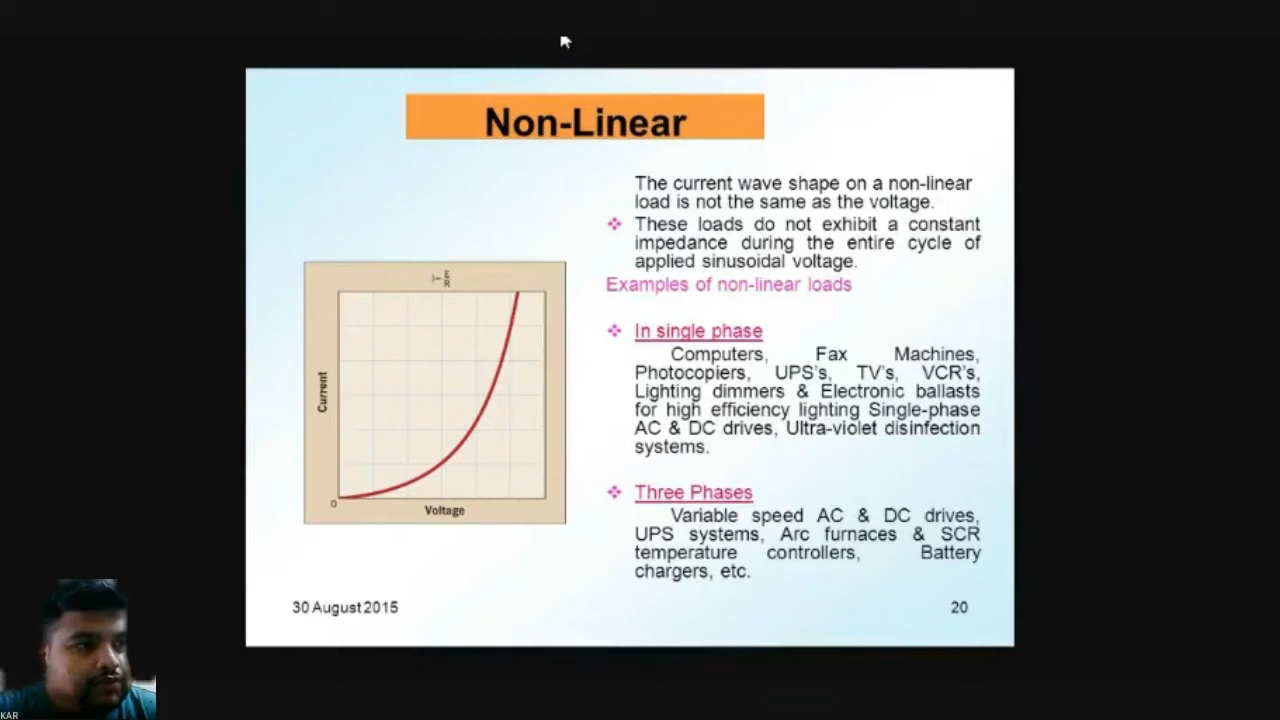 Non-Linear
The current wave shape on a non-linear
load is not the same as the voltage.
These loads do not exhibit a constant
impedance during the entire cycle of
applied sinusoidal voltage.
Examples of non-linear loads
In single phase
Computers, Fax Machines,
Photocopiers, UPS's, TV's, VCR's,
Lighting dimmers & Electronic ballasts
for high efficiency lighting Single-phase
AC & DC drives, Ultra-violet disinfection
systems.
Three Phases
Variable speed AC & DC drives,
UPS systems, Arc furnaces & SCR
temperature controllers, Battery
chargers, etc.
Current
0
Voltage
30 August 2015
20
KAR